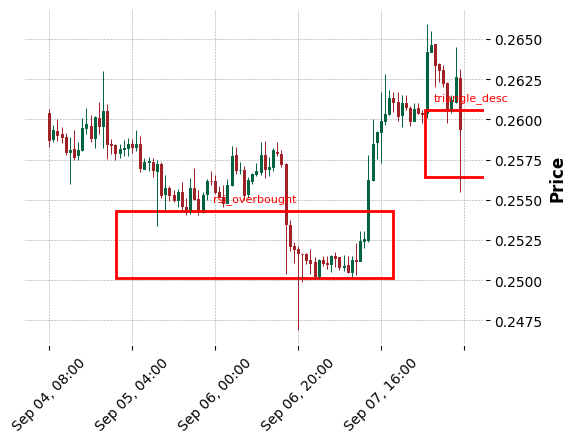 0.2650
0.2625
triangle_desc
0.2600
0.2575
Price
rsi_overbought
0.2550
0.2525
0.2500
0.2475
Sep 04, 08:00
Sep 05, 04:00
Sep 06, 00:00
Sep 06, 20:00
Sep 07, 16:00